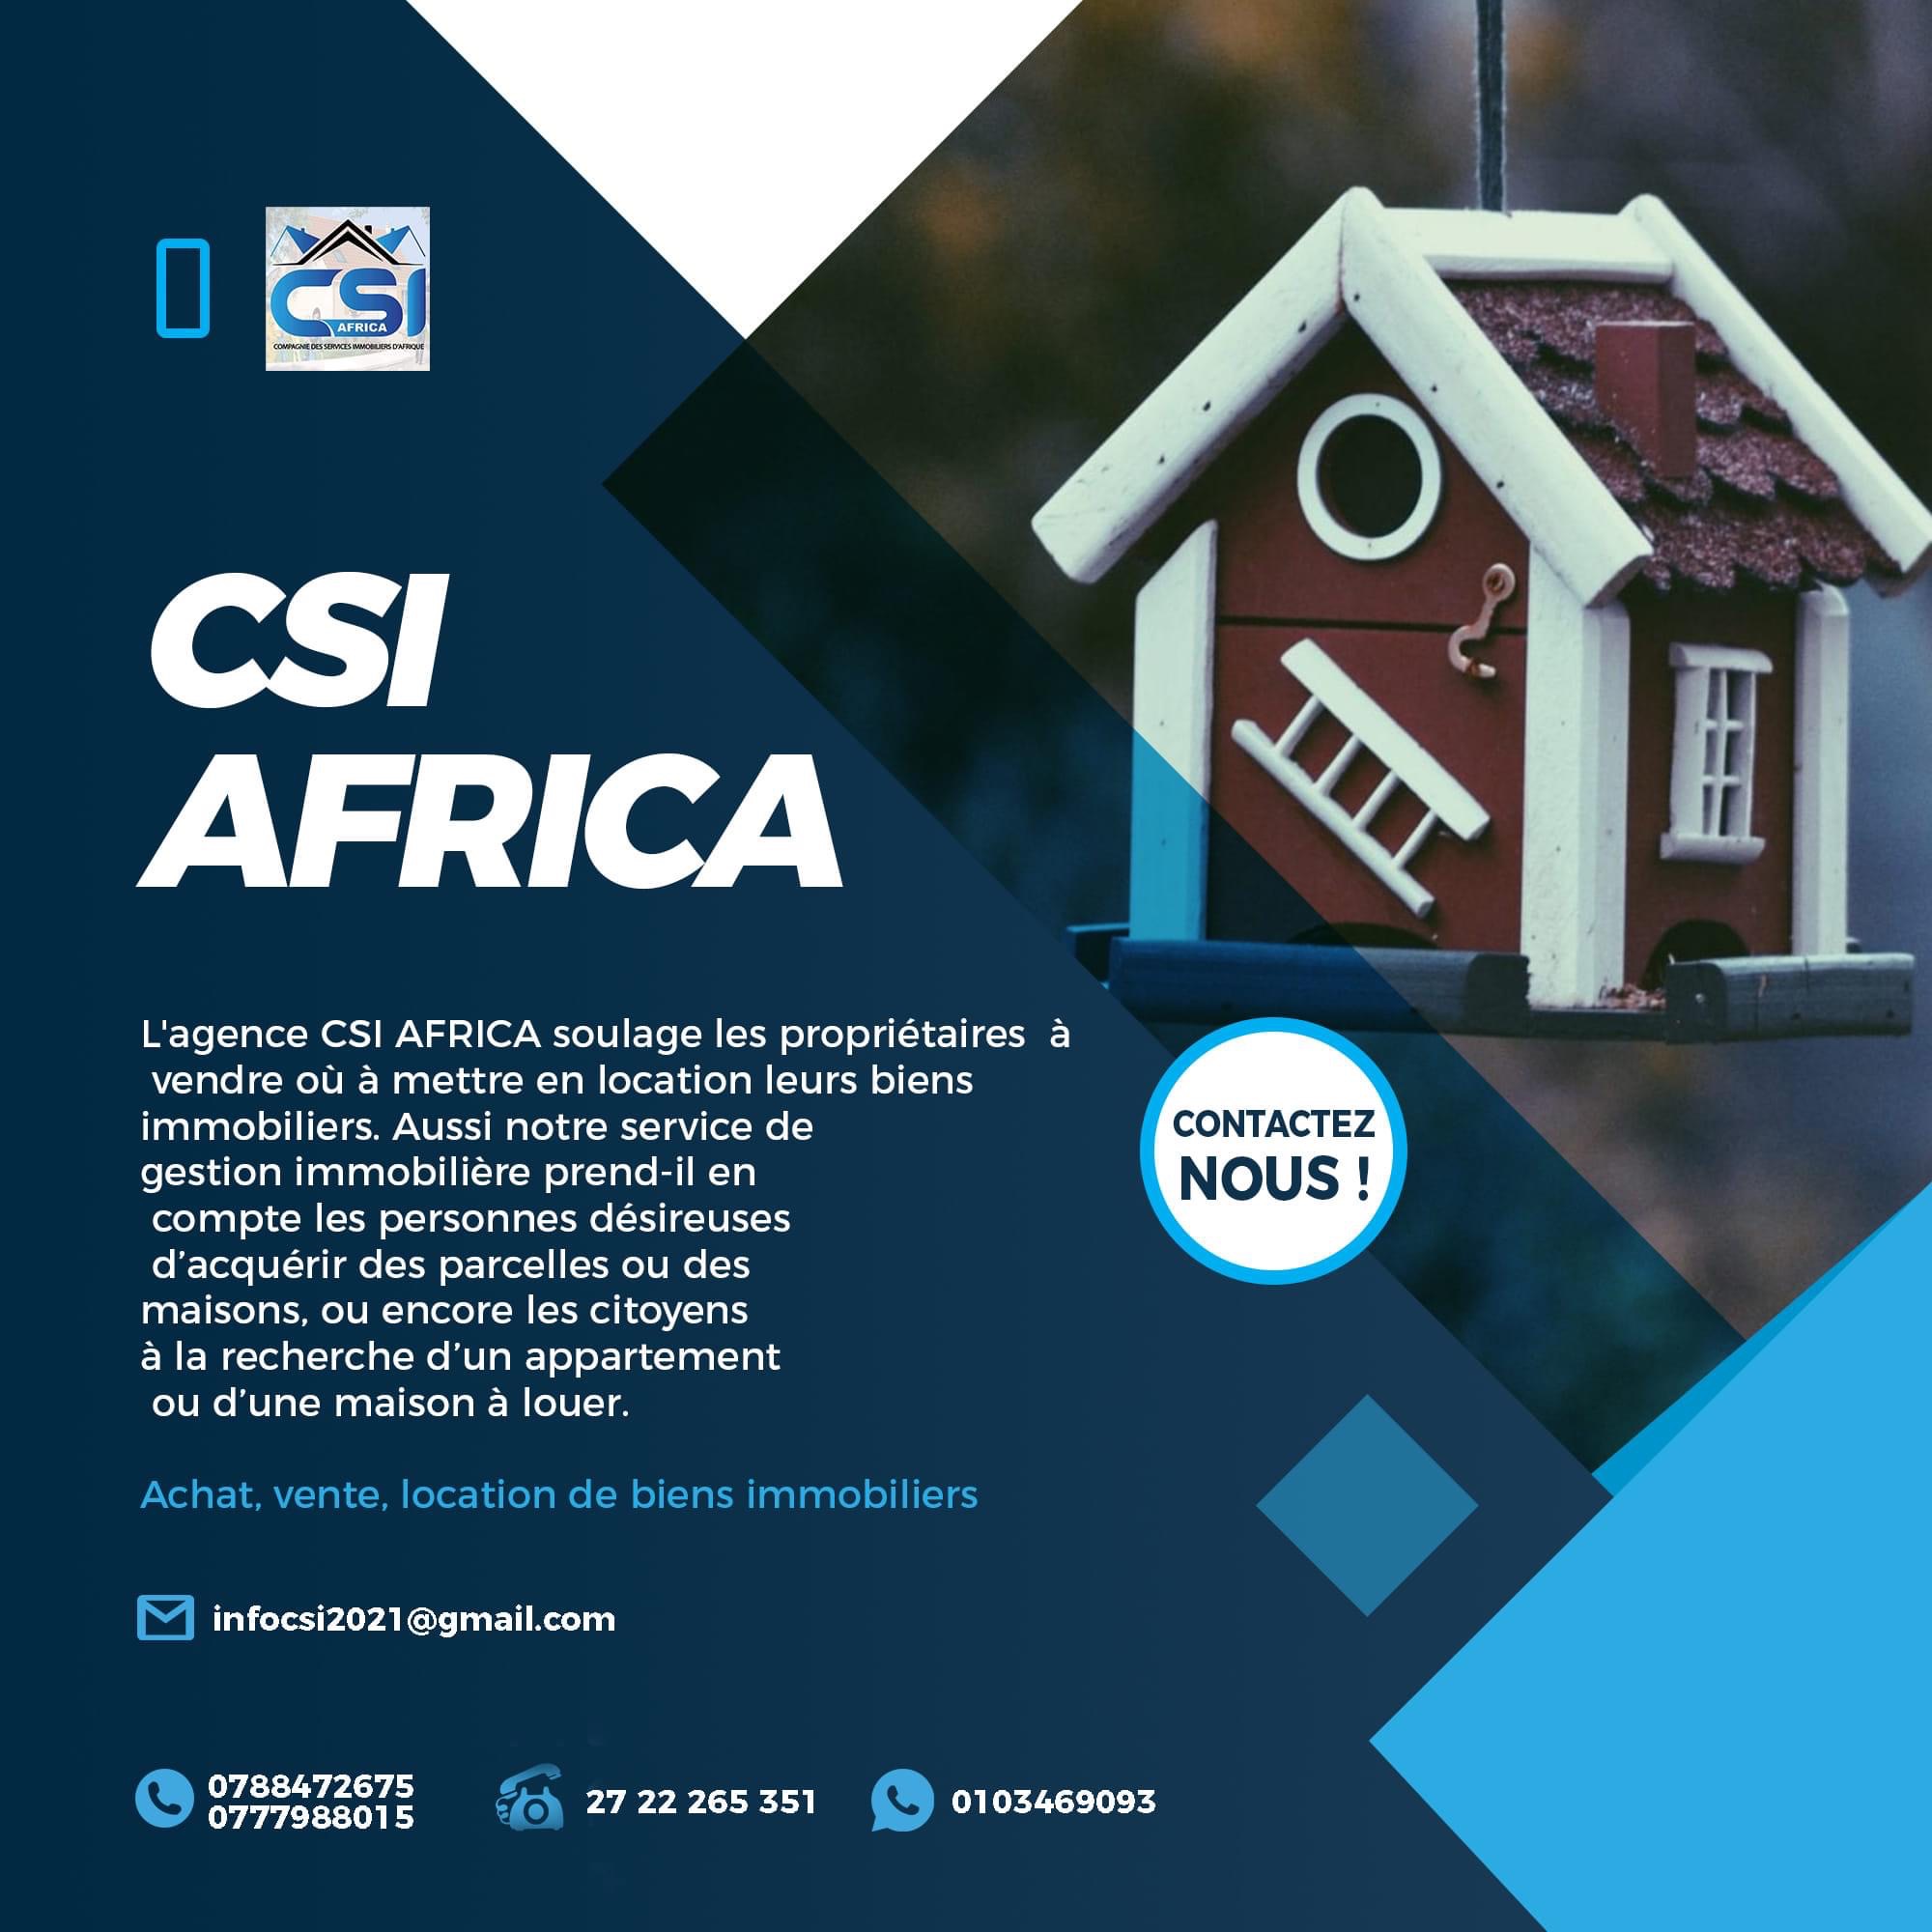 CSI
AFRICA
COMPAGNIE DES SERVICES IMMOBILIERS D'AFRIQUE
CSI
AFRICA
L'agence CSI AFRICA soulage les propriétaires à
vendre où à mettre en location leurs biens
immobiliers. Aussi notre service de
gestion immobilière prend-il en
compte les personnes désireuses
d’acquérir des parcelles ou des
maisons, ou encore les citoyens
à la recherche d’un appartement
ou d’une maison à louer.
CONTACTEZ
NOUS !
Achat, vente, location de biens immobiliers
infocsi2021@gmail.com
0788472675
0777988015
27 22 265 351
0103469093